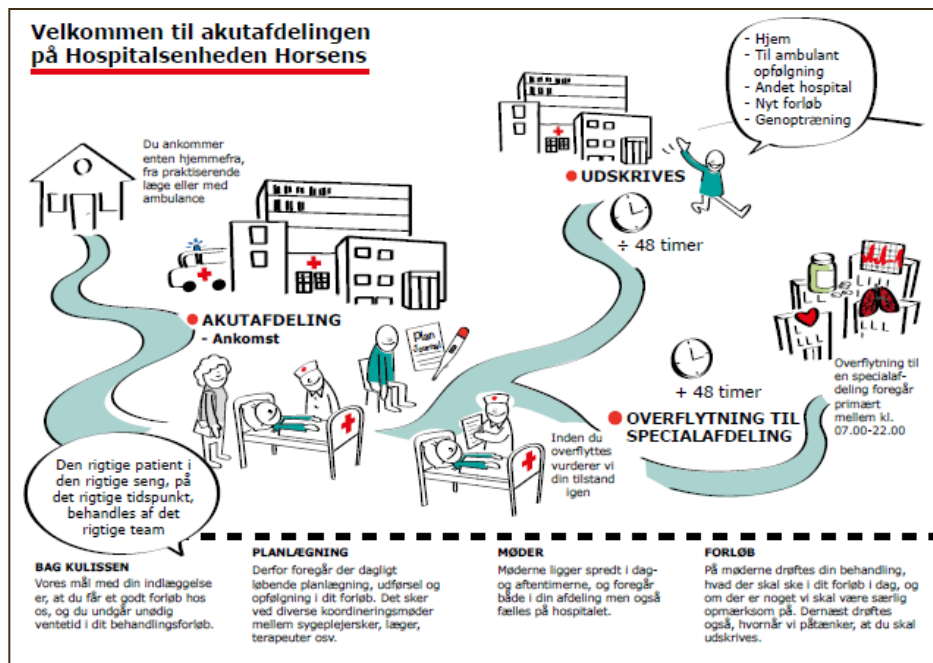 Velkommen til akutafdelingen
på Hospitalsenheden Horsens
Du ankommer
enten hjemmefra,
fra praktiserende
læge eller med
ambulance
AKUTAFDELING
- Ankomst
Plan
Journal
- Hjem
- Til ambulant
opfølgning
- Andet hospital
- Nyt forløb
- Genoptræning
UDSKRIVES
÷ 48 timer
+ 48 timer
OVERFLYTNING TIL
SPECIALAFDELING
Overflytning til
en specialaf-
deling foregår
primært
mellem kl.
07.00-22.00
Inden du
overflyttes
vurderer vi
din tilstand
igen
Den rigtige patient i
den rigtige seng, på
det rigtige tidspunkt,
behandles af det
rigtige team
BAG KULISSEN
Vores mål med din indlæggelse
er, at du får et godt forløb hos
os, og du undgår unødig
ventetid i dit behandlingsforløb.
PLANLÆGNING
Derfor foregår der dagligt
løbende planlægning, udførsel og
opfølgning i dit forløb. Det sker
ved diverse koordineringsmøder
mellem sygeplejersker, læger,
terapeuter osv.
MØDER
Møderne ligger spredt i dag-
og aftentimerne, og foregår
både i din afdeling men også
fælles på hospitalet.
FORLØB
På møderne drøftes din behandling,
hvad der skal ske i dit forløb i dag, og
om der er noget vi skal være særlig
opmærksom på. Dernæst drøftes
også, hvornår vi påtænker, at du skal
udskrives.